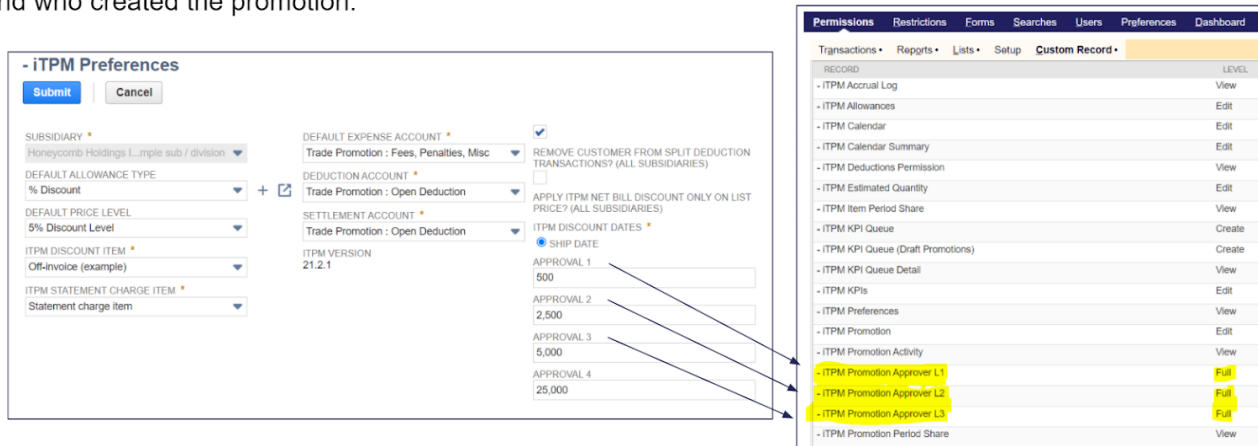 nd who created the promotion.
- iTPM Preferences
Submit
Cancel
SUBSIDIARY *
Honeycomb Holdings I...mple sub / division
DEFAULT ALLOWANCE TYPE
% Discount
DEFAULT PRICE LEVEL
5% Discount Level
ITPM DISCOUNT ITEM *
Off-invoice (example)
ITPM STATEMENT CHARGE ITEM *
Statement charge item
DEFAULT EXPENSE ACCOUNT *
Trade Promotion : Fees, Penalties, Misc
DEDUCTION ACCOUNT *
Trade Promotion : Open Deduction
SETTLEMENT ACCOUNT *
Trade Promotion : Open Deduction
ITPM VERSION
21.2.1
REMOVE CUSTOMER FROM SPLIT DEDUCTION
TRANSACTIONS? (ALL SUBSIDIARIES)
APPLY ITPM NET BILL DISCOUNT ONLY ON LIST
PRICE? (ALL SUBSIDIARIES)
ITPM DISCOUNT DATES *
SHIP DATE
APPROVAL 1
500
APPROVAL 2
2,500
APPROVAL 3
5,000
APPROVAL 4
25,000
Permissions Restrictions Forms Searches Users Preferences Dashboard
Transactions • Reports • Lists • Setup Custom Record •
RECORD LEVEL
- iTPM Accrual Log View
- iTPM Allowances Edit
- iTPM Calendar Edit
- iTPM Calendar Summary Edit
- iTPM Deductions Permission View
- iTPM Estimated Quantity Edit
- iTPM Item Period Share View
- iTPM KPI Queue Create
- iTPM KPI Queue (Draft Promotions) Create
- iTPM KPI Queue Detail View
- iTPM KPIs Edit
- iTPM Preferences View
- iTPM Promotion Edit
- iTPM Promotion Activity View
- iTPM Promotion Approver L1 Full
- iTPM Promotion Approver L2 Full
- iTPM Promotion Approver L3 Full
- iTPM Promotion Period Share View